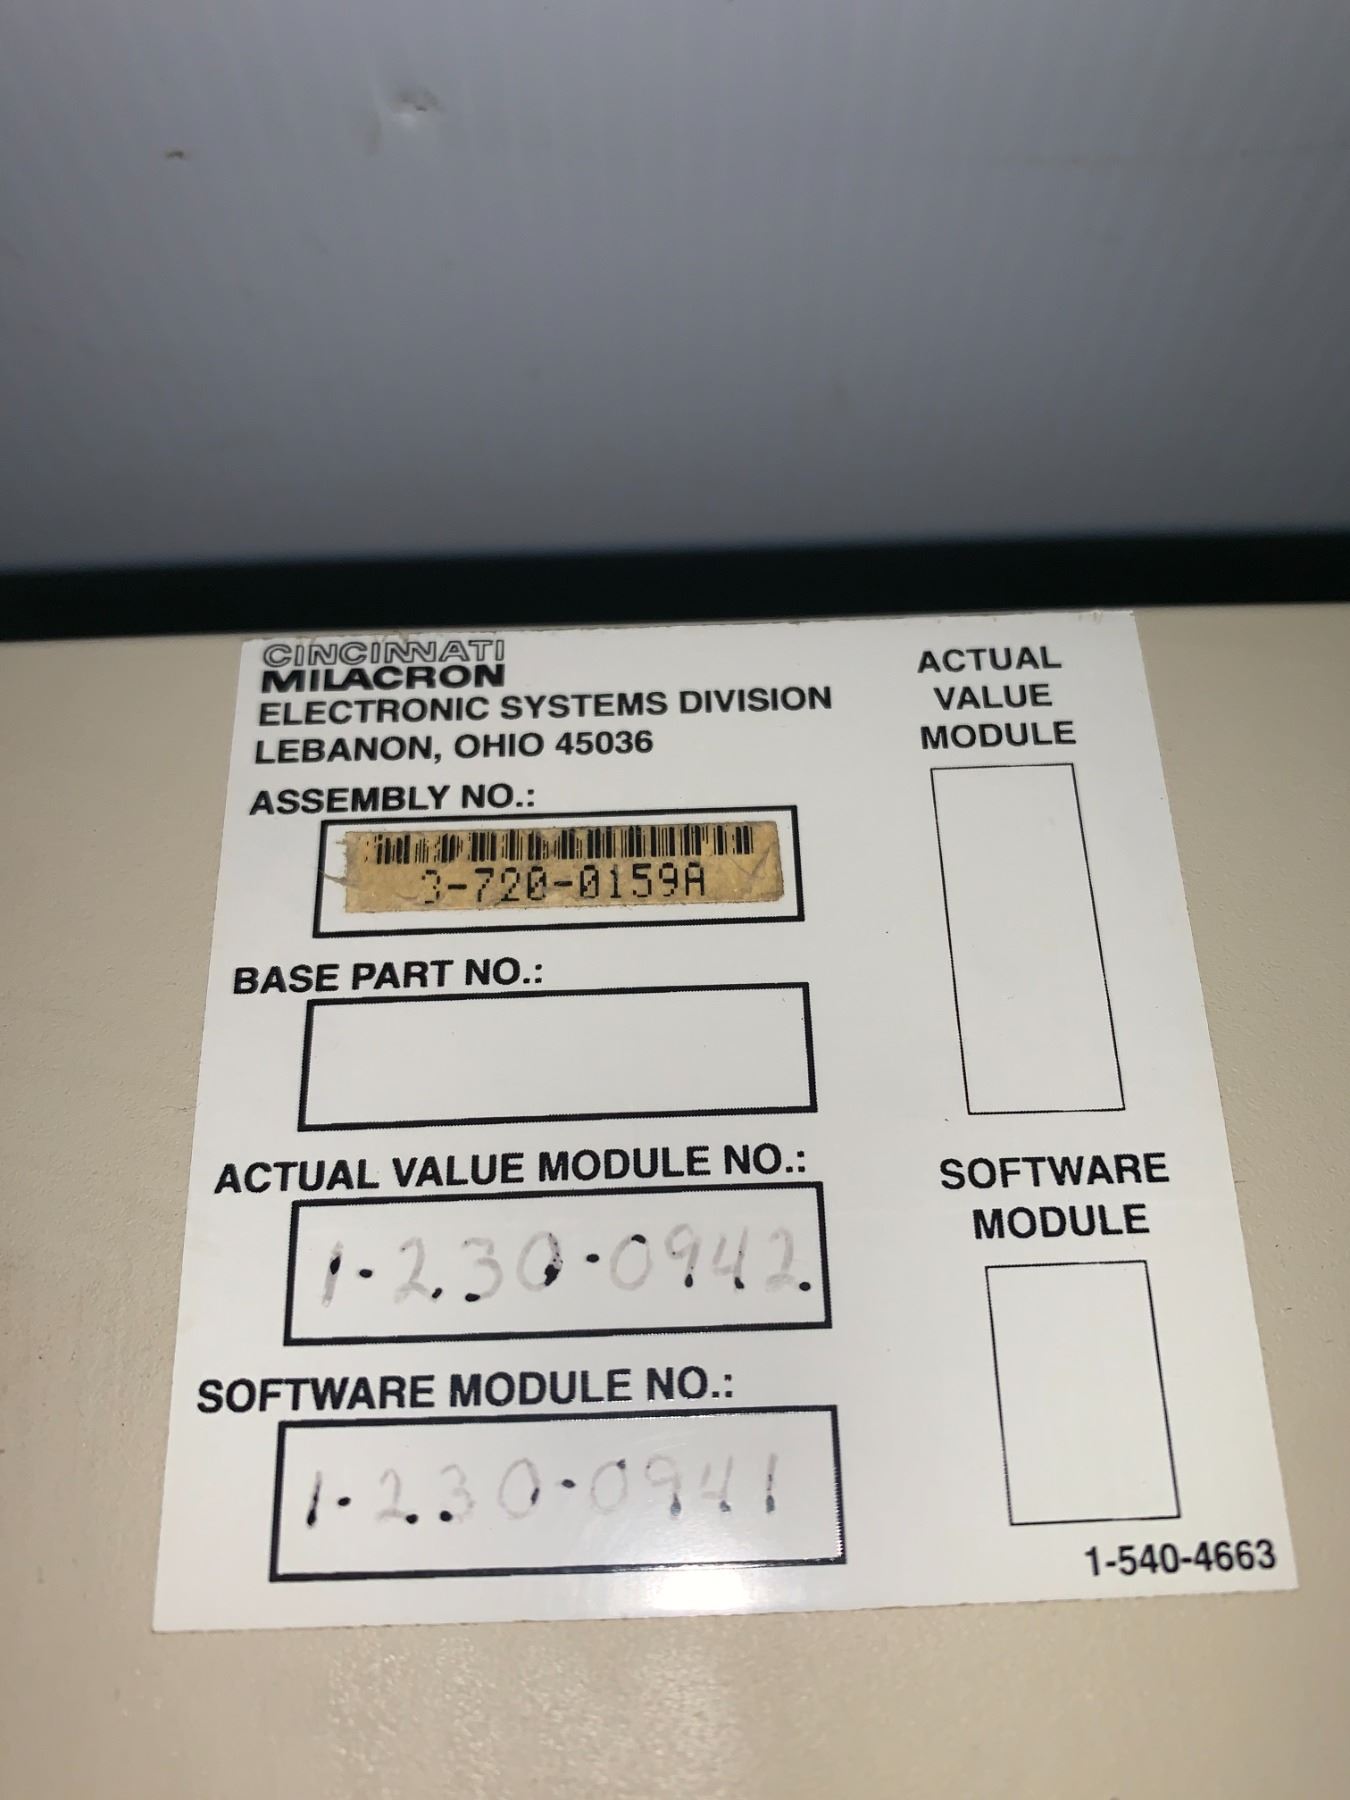 CINCINNATI
MILACRON
ELECTRONIC SYSTEMS DIVISION
LEBANON, OHIO 45036
ASSEMBLY NO.:
3-720-0159A
BASE PART NO.:
ACTUAL VALUE MODULE NO.:
1-230-0942
SOFTWARE MODULE NO.:
1-230-0941
ACTUAL
VALUE
MODULE
SOFTWARE
MODULE
1-540-4663